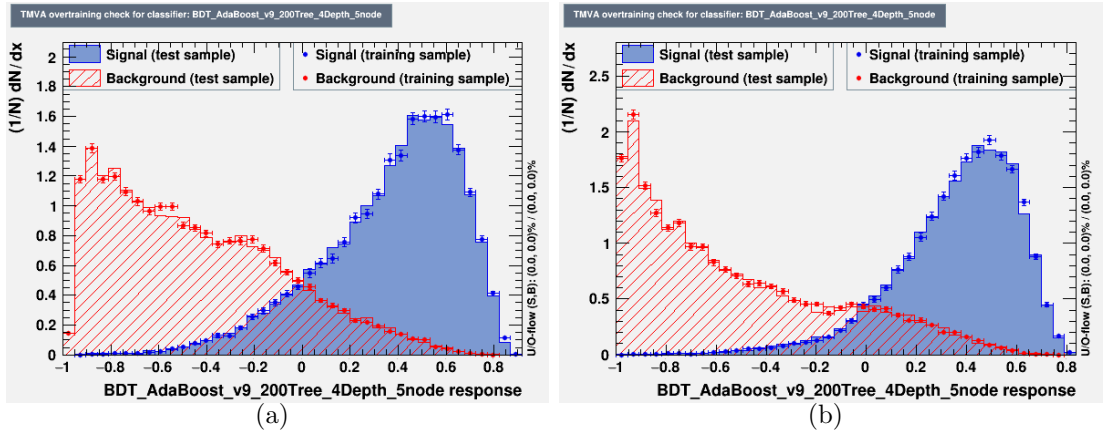 TMVA overtraining check for classifier: BDT_AdaBoost_v9_200Tree_4Depth_5node
Signal (test sample)
Background (test sample)
Signal (training sample)
Background (training sample)
(1/N) dN / dx
2
1.8
1.6
1.4
1.2
1
0.8
0.6
0.4
0.2
0
−1 −0.8 −0.6 −0.4 −0.2 0 0.2 0.4 0.6 0.8
BDT_AdaBoost_v9_200Tree_4Depth_5node response
U/O-flow (S,B): (0.0, 0.0)% / (0.0, 0.0)%
(a)
TMVA overtraining check for classifier: BDT_AdaBoost_v9_200Tree_4Depth_5node
Signal (test sample)
Background (test sample)
Signal (training sample)
Background (training sample)
(1/N) dN / dx
2.5
2
1.5
1
0.5
0
−0.8 −0.6 −0.4 −0.2 0 0.2 0.4 0.6 0.8
BDT_AdaBoost_v9_200Tree_4Depth_5node response
U/O-flow (S,B): (0.0, 0.0)% / (0.0, 0.0)%
(b)